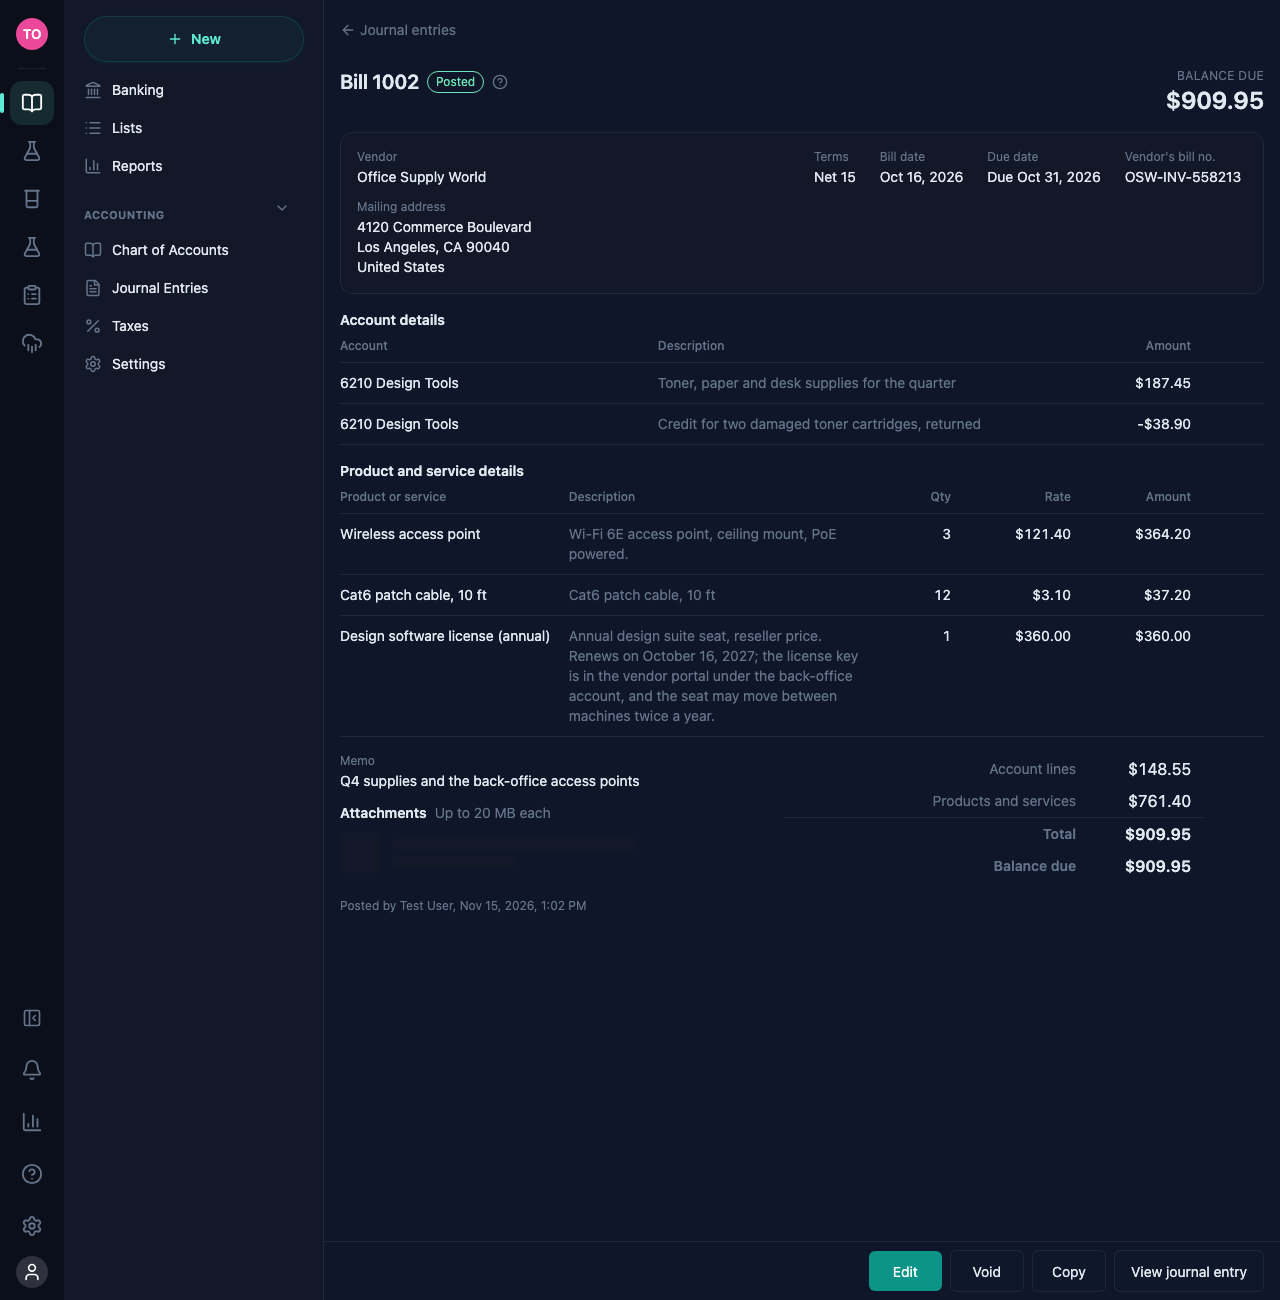 TO
New
Banking
Lists
Reports
ACCOUNTING
Chart of Accounts
Journal Entries
Taxes
Settings
Journal entries
Bill 1002 Posted
BALANCE DUE
$909.95
Vendor
Office Supply World
Terms
Net 15
Bill date
Oct 16, 2026
Due date
Due Oct 31, 2026
Vendor's bill no.
OSW-INV-558213
Mailing address
4120 Commerce Boulevard
Los Angeles, CA 90040
United States
Account details
Account Description Amount
6210 Design Tools Toner, paper and desk supplies for the quarter $187.45
6210 Design Tools Credit for two damaged toner cartridges, returned -$38.90
Product and service details
Product or service Description Qty Rate Amount
Wireless access point Wi-Fi 6E access point, ceiling mount, PoE 3 $121.40 $364.20
powered.
Cat6 patch cable, 10 ft Cat6 patch cable, 10 ft 12 $3.10 $37.20
Design software license (annual) Annual design suite seat, reseller price. 1 $360.00 $360.00
Renews on October 16, 2027; the license key
is in the vendor portal under the back-office
account, and the seat may move between
machines twice a year.
Memo
Q4 supplies and the back-office access points
Attachments Up to 20 MB each
Account lines $148.55
Products and services $761.40
Total $909.95
Balance due $909.95
Posted by Test User, Nov 15, 2026, 1:02 PM
Edit
Void
Copy
View journal entry